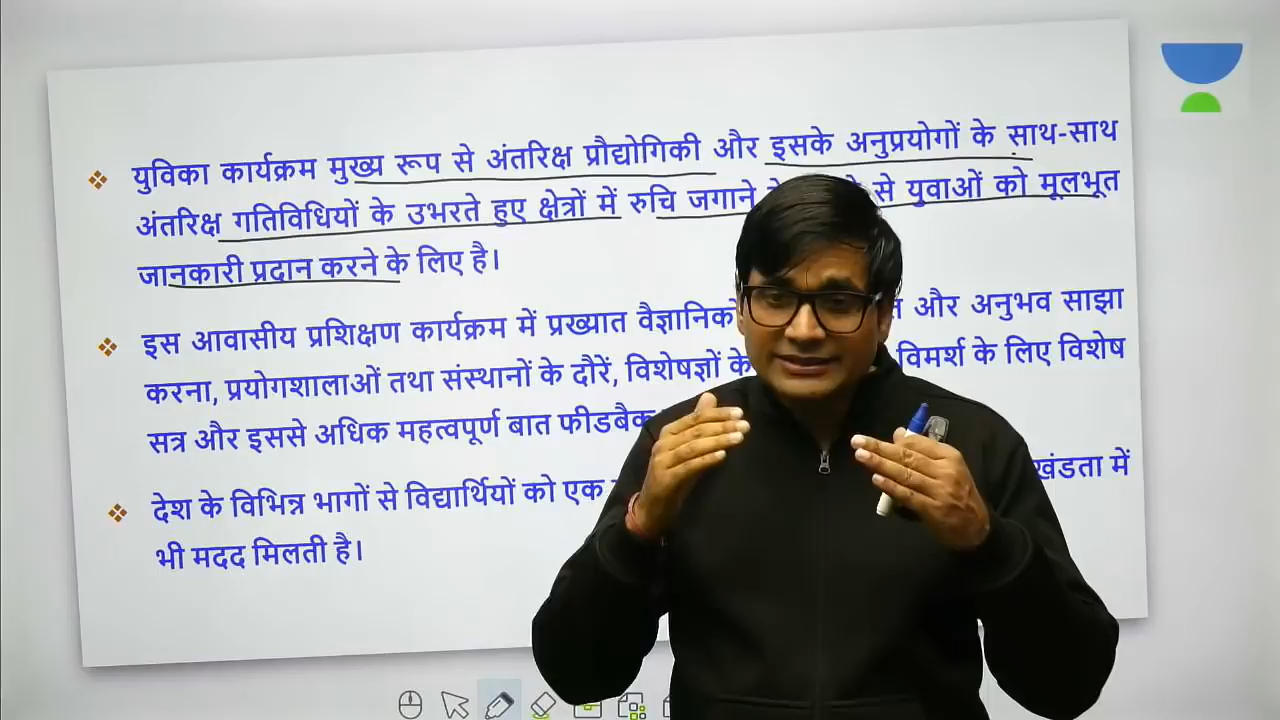 युविका कार्यक्रम मुख्य रूप से अंतरिक्ष प्रौद्योगिकी और इसके अनुप्रयोगों के साथ-साथ
अंतरिक्ष गतिविधियों के उभरते हुए क्षेत्रों में रुचि जगाने से युवाओं को मूलभूत
जानकारी प्रदान करने के लिए है।
इस आवासीय प्रशिक्षण कार्यक्रम में प्रख्यात और अनुभव साझा
करना, प्रयोगशालाओं तथा संस्थानों के दौरें, विशेषज्ञों के विमर्श के लिए विशेष
सत्र और इससे अधिक महत्वपूर्ण बात फीडबैक
देश के विभिन्न भागों से विद्यार्थियों को एक में
भी मदद मिलती है।